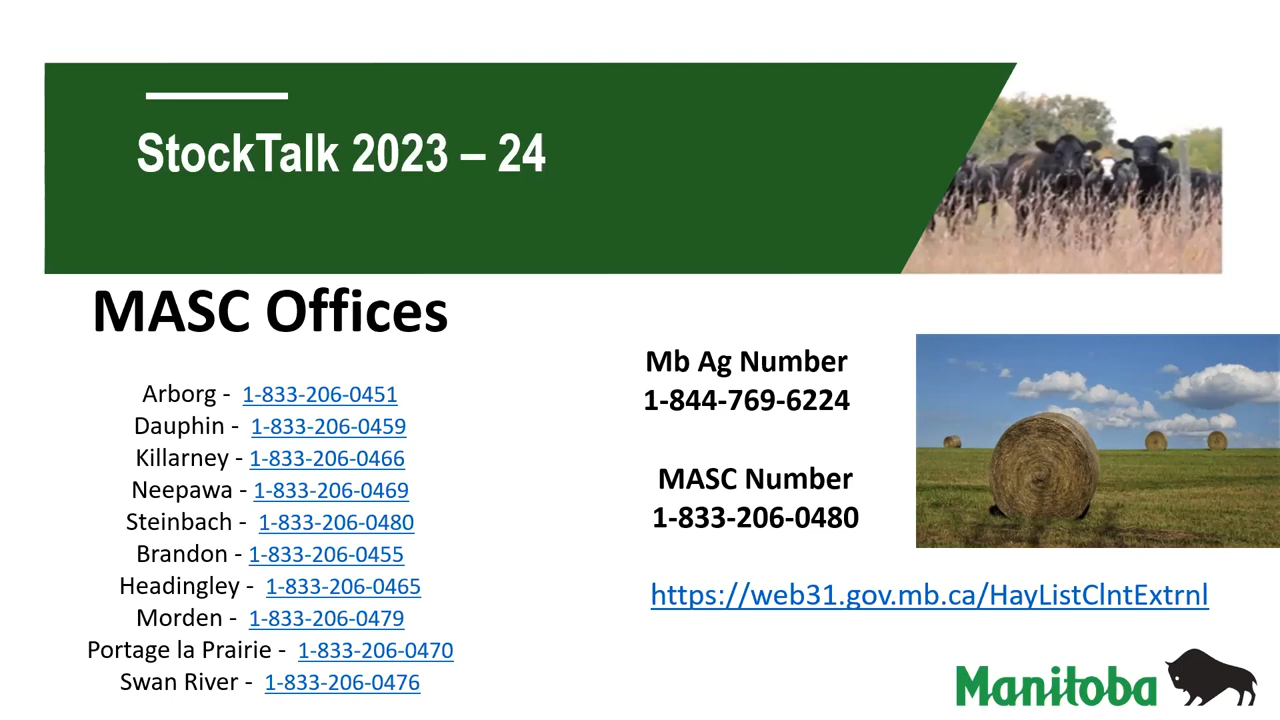 StockTalk 2023 – 24
MASC Offices
Arborg - 1-833-206-0451
Dauphin - 1-833-206-0459
Killarney - 1-833-206-0466
Neepawa - 1-833-206-0469
Steinbach - 1-833-206-0480
Brandon - 1-833-206-0455
Headingley - 1-833-206-0465
Morden - 1-833-206-0479
Portage la Prairie - 1-833-206-0470
Swan River - 1-833-206-0476
Mb Ag Number
1-844-769-6224
MASC Number
1-833-206-0480
https://web31.gov.mb.ca/HayListClntExtrnl
Manitoba